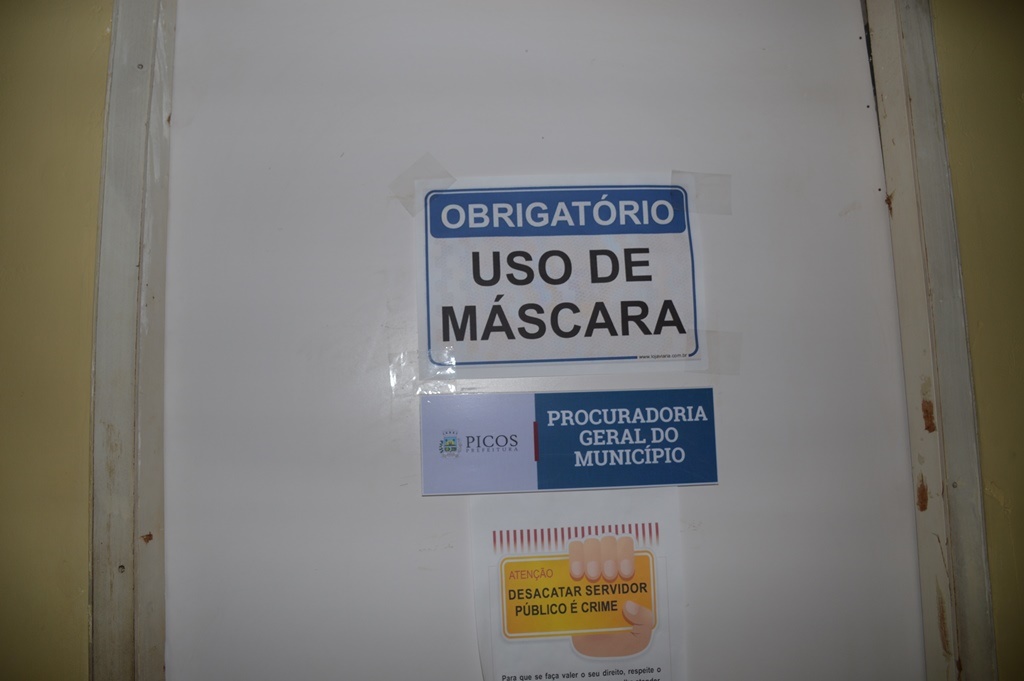 OBRIGATÓRIO
USO DE
MÁSCARA
PICOS
PREFEITURA
PROCURADORIA
GERAL DO
MUNICÍPIO
ATENÇÃO
DESACATAR SERVIDOR
PÚBLICO É CRIME
Para que se faça valer o seu direito, respeite o